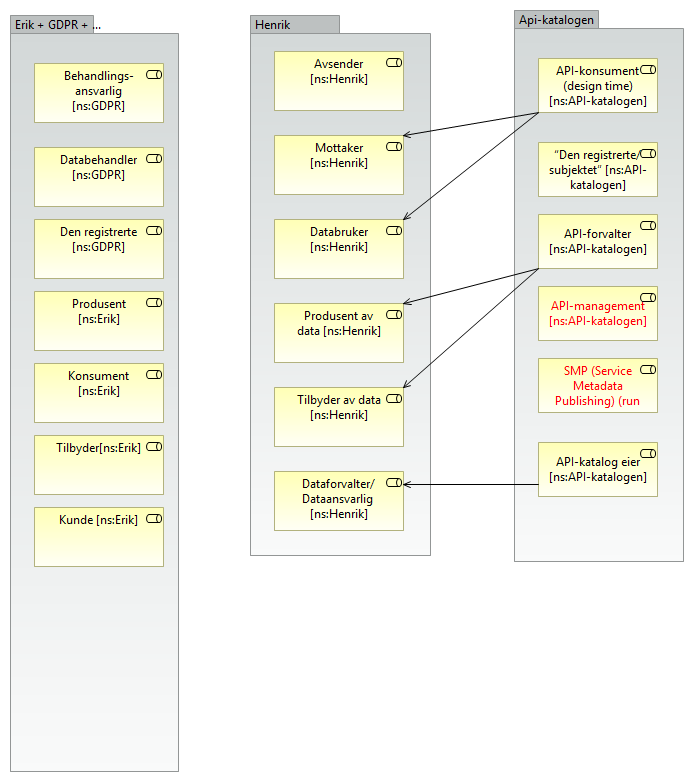 Erik + GDPR + ...
Behandlings-
ansvarlig
[ns:GDPR]
Databehandler
[ns:GDPR]
Den registrerte
[ns:GDPR]
Produsent
[ns:Erik]
Konsument
[ns:Erik]
Tilbyder[ns:Erik]
Kunde [ns:Erik]
Henrik
Avsender
[ns:Henrik]
Mottaker
[ns:Henrik]
Databruker
[ns:Henrik]
Produsent av
data [ns:Henrik]
Tilbyder av data
[ns:Henrik]
Dataforvalter/
Dataansvarlig
[ns:Henrik]
Api-katalogen
API-konsument
(design time)
[ns:API-katalogen]
“Den registrerte/
subjektet” [ns:API-
katalogen]
API-forvalter
[ns:API-katalogen]
API-management
[ns:API-katalogen]
SMP (Service
Metadata
Publishing) (run
API-katalog eier
[ns:API-katalogen]